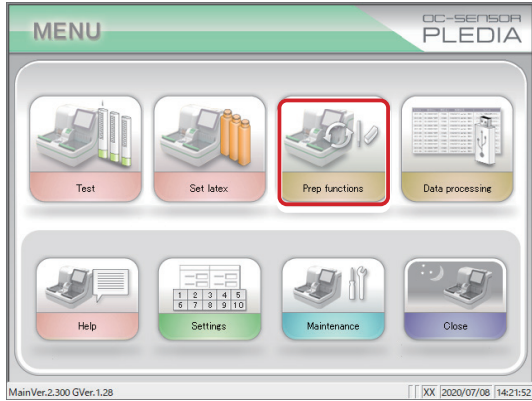 MENU
OC-SENSOR
PLEDIA
Test
Set latex
Prep functions
Data processing
1 2 3 4 5
6 7 8 9 10
Help
Settings
Maintenance
Close
MainVer.2.300 GVer.1.28
XX 2020/07/08 14:21:52